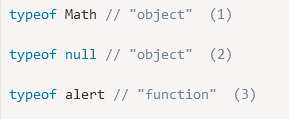 typeof Math // "object"  (1)
typeof null // "object"  (2)
typeof alert // "function"  (3)